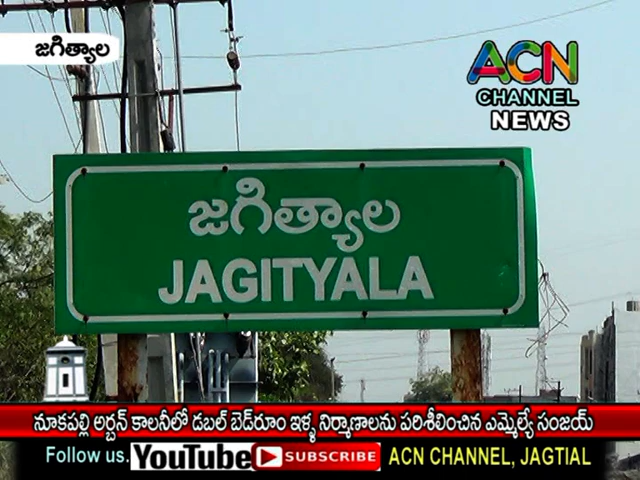 జగిత్యాల
ACN
CHANNEL
NEWS
జగిత్యాల
JAGITYALA
నూకపల్లి అర్బన్ కాలనీలో డబల్ బెడ్‌రూం ఇళ్ళ నిర్మాణాలను పరిశీలించిన ఎమ్మెల్యే సంజయ్
Follow us. YouTube SUBSCRIBE ACN CHANNEL, JAGTIAL